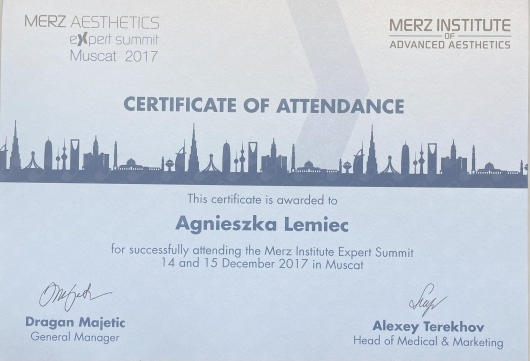 MERZ AESTHETICS
eXpert summit
Muscat 2017
MERZ INSTITUTE
OF
ADVANCED AESTHETICS
CERTIFICATE OF ATTENDANCE
This certificate is awarded to
Agnieszka Lemiec
for successfully attending the Merz Institute Expert Summit
14 and 15 December 2017 in Muscat
Dragan Majetic
General Manager
Alexey Terekhov
Head of Medical & Marketing